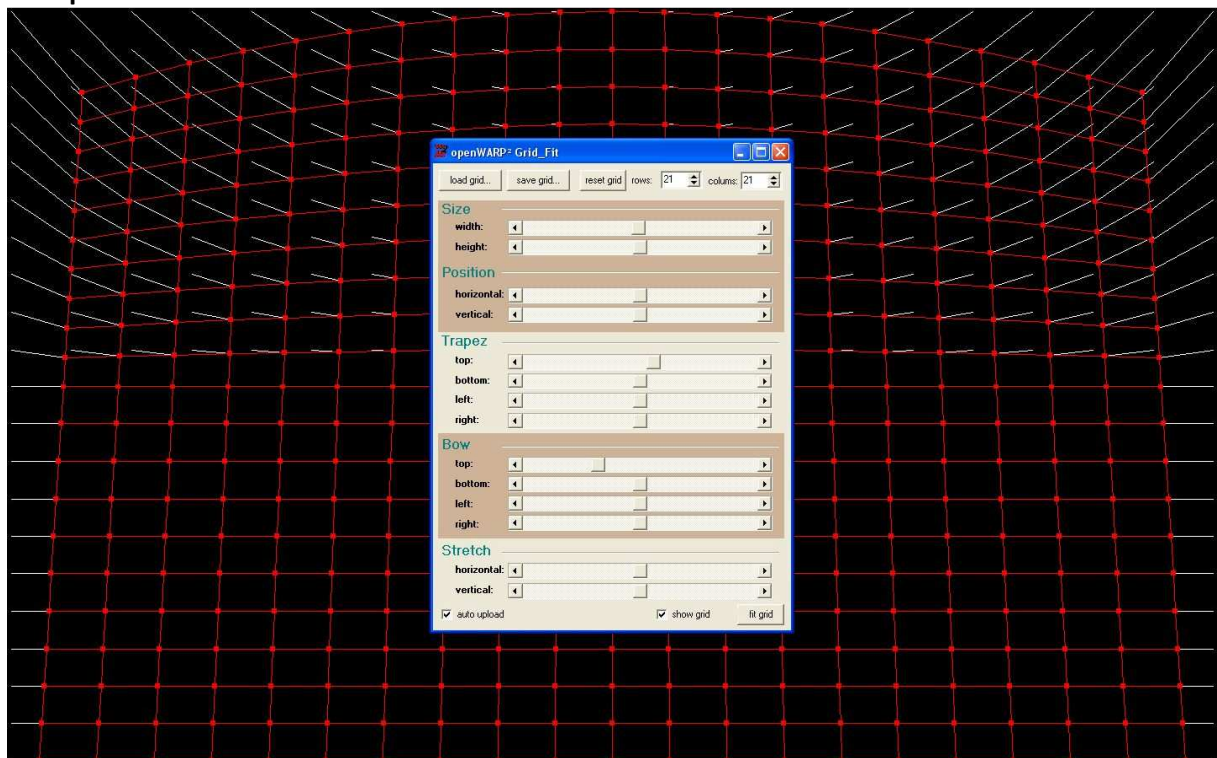 openWARP² Grid_Fit
load grid... save grid... reset grid rows: 21 colums: 21
Size
width:
height:
Position
horizontal:
vertical:
Trapez
top:
bottom:
left:
right:
Bow
top:
bottom:
left:
right:
Stretch
horizontal:
vertical:
auto upload show grid fit grid